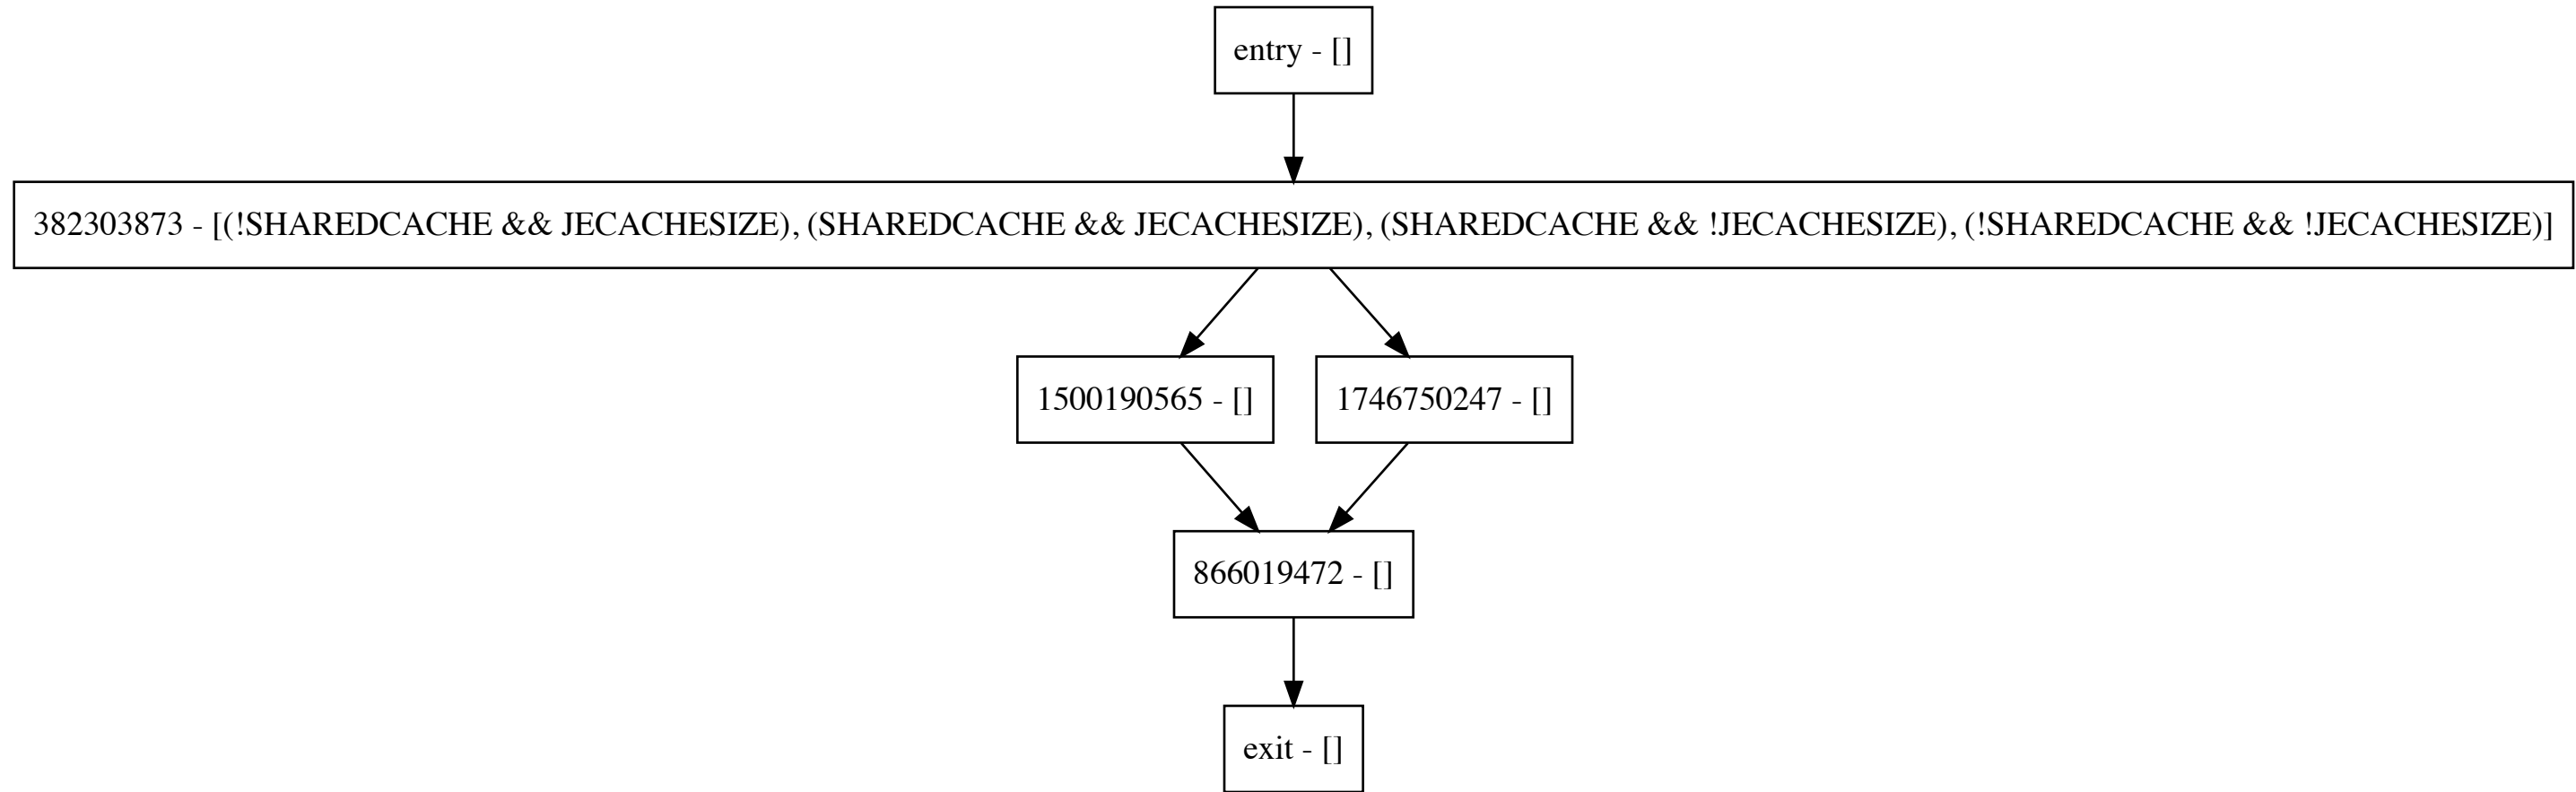 entry - []
382303873 - [(!SHAREDCACHE && JECACHESIZE), (SHAREDCACHE && JECACHESIZE), (SHAREDCACHE && !JECACHESIZE), (!SHAREDCACHE && !JECACHESIZE)]
1500190565 - []
1746750247 - []
866019472 - []
exit - []